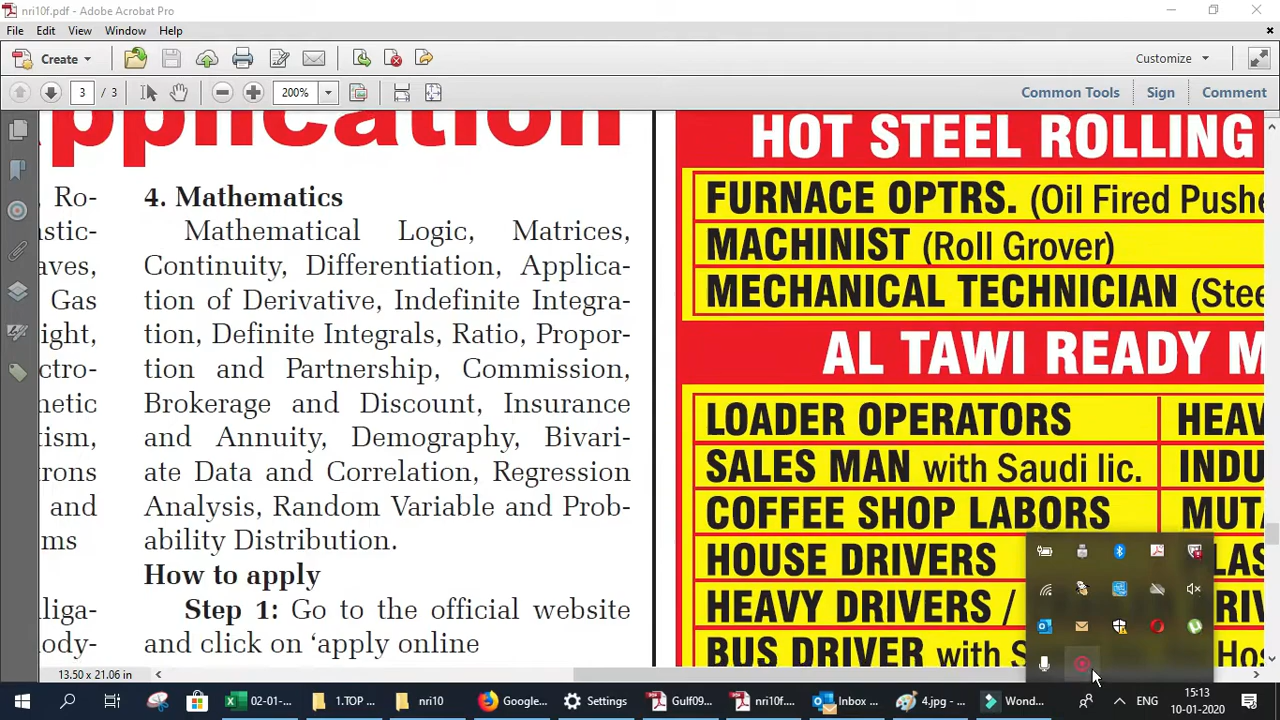 nri10f.pdf - Adobe Acrobat Pro
File Edit View Window Help
Create Customize
3 / 3 200% Common Tools Sign Comment
pplication
, Ro-
stic-
aves,
Gas
ight,
ctro-
netic
tism,
trons
and
ms
liga-
ody-
4. Mathematics
Mathematical Logic, Matrices,
Continuity, Differentiation, Applica-
tion of Derivative, Indefinite Integra-
tion, Definite Integrals, Ratio, Propor-
tion and Partnership, Commission,
Brokerage and Discount, Insurance
and Annuity, Demography, Bivari-
ate Data and Correlation, Regression
Analysis, Random Variable and Prob-
ability Distribution.
How to apply
Step 1: Go to the official website
and click on ‘apply online
HOT STEEL ROLLING
FURNACE OPTRS. (Oil Fired Pushe
MACHINIST (Roll Grover)
MECHANICAL TECHNICIAN (Stee
AL TAWI READY M
LOADER OPERATORS HEAV
SALES MAN with Saudi lic. INDU
COFFEE SHOP LABORS MUTA
HOUSE DRIVERS LAS
HEAVY DRIVERS / RIV
BUS DRIVER with S Hos
13.50 x 21.06 in
02-01-... 1.TOP nri10 Google... Settings Gulf09... nri10f.... Inbox ... 4.jpg - ... Wond... ENG
15:13
10-01-2020